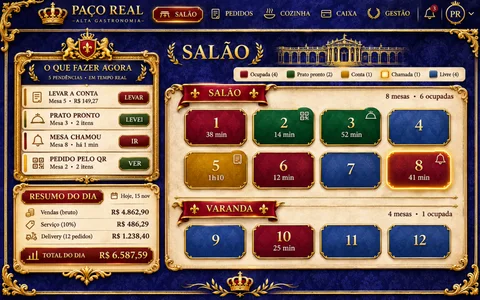 PAÇO REAL
ALTA GASTRONOMIA
SALÃO
PEDIDOS
COZINHA
CAIXA
GESTÃO
1
PR
O QUE FAZER AGORA
5 PENDÊNCIAS • EM TEMPO REAL
LEVAR A CONTA
Mesa 5 • R$ 149,27
LEVAR
PRATO PRONTO
Mesa 3 • 2 itens
LEVEI
MESA CHAMOU
Mesa 8 • há 1 min
IR
PEDIDO PELO QR
Mesa 2 • 2 itens
VER
RESUMO DO DIA
Hoje, 15 nov
Vendas (bruto) R$ 4.862,90
Serviço (10%) R$ 486,29
Delivery (12 pedidos) R$ 1.238,40
TOTAL DO DIA R$ 6.587,59
SALÃO
Ocupada (4)
Prato pronto (2)
Conta (1)
Chamada (1)
Livre (4)
SALÃO
8 mesas • 6 ocupadas
1
38 min
2
14 min
3
52 min
4
5
1h10
6
12 min
7
8
41 min
VARANDA
4 mesas • 1 ocupada
9
10
25 min
11
12